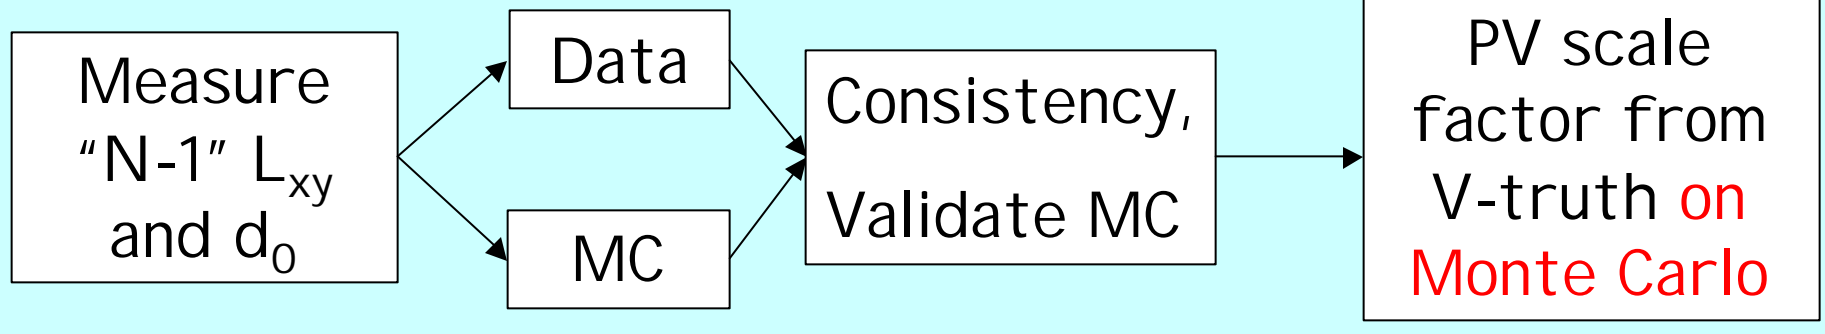 Measure
“N-1” Lxy
and d0
Data
MC
Consistency,
Validate MC
PV scale
factor from
V-truth on
Monte Carlo